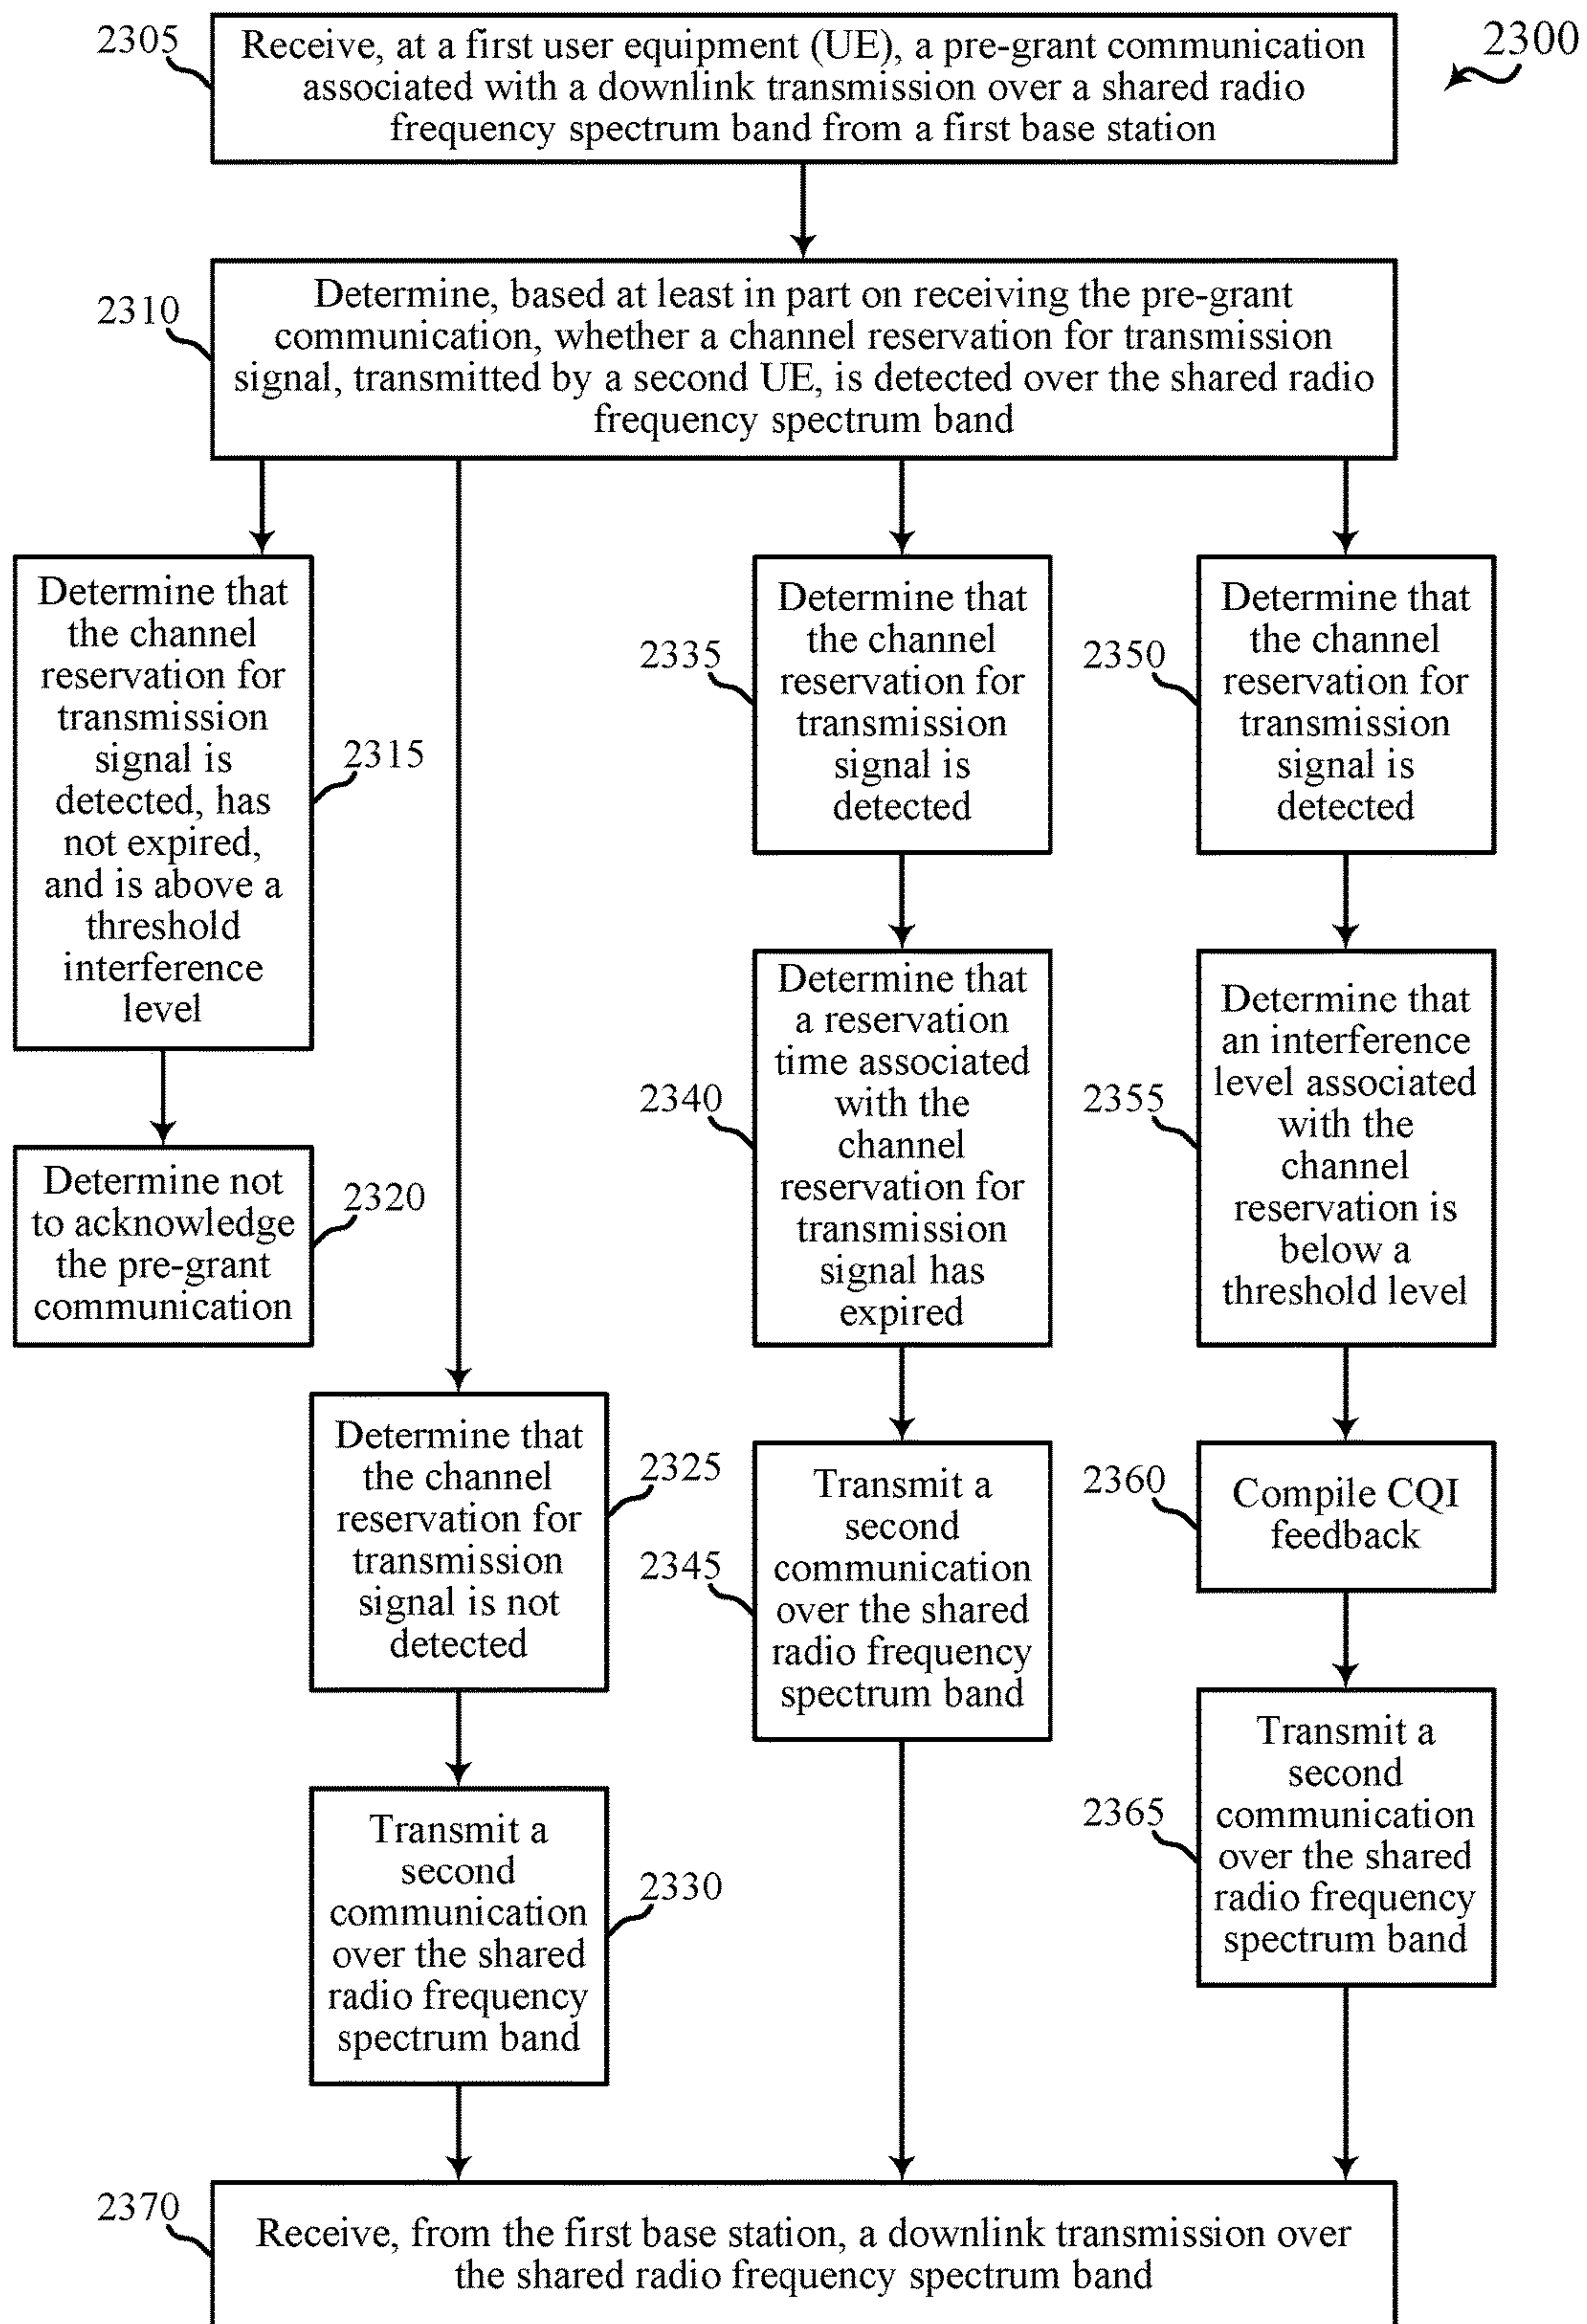 2300
2305
Receive, at a first user equipment (UE), a pre-grant communication
associated with a downlink transmission over a shared radio
frequency spectrum band from a first base station
2310
Determine, based at least in part on receiving the pre-grant
communication, whether a channel reservation for transmission
signal, transmitted by a second UE, is detected over the shared radio
frequency spectrum band
Determine that
the channel
reservation for
transmission
signal is
detected, has
not expired,
and is above a
threshold
interference
level
2315
Determine not
to acknowledge
the pre-grant
communication
2320
Determine that
the channel
reservation for
transmission
signal is not
detected
2325
Transmit a
second
communication
over the shared
radio frequency
spectrum band
2330
2335
Determine that
the channel
reservation for
transmission
signal is
detected
2340
Determine that
a reservation
time associated
with the
channel
reservation for
transmission
signal has
expired
2345
Transmit a
second
communication
over the shared
radio frequency
spectrum band
2350
Determine that
the channel
reservation for
transmission
signal is
detected
2355
Determine that
an interference
level associated
with the
channel
reservation is
below a
threshold level
2360
Compile CQI
feedback
2365
Transmit a
second
communication
over the shared
radio frequency
spectrum band
2370
Receive, from the first base station, a downlink transmission over
the shared radio frequency spectrum band